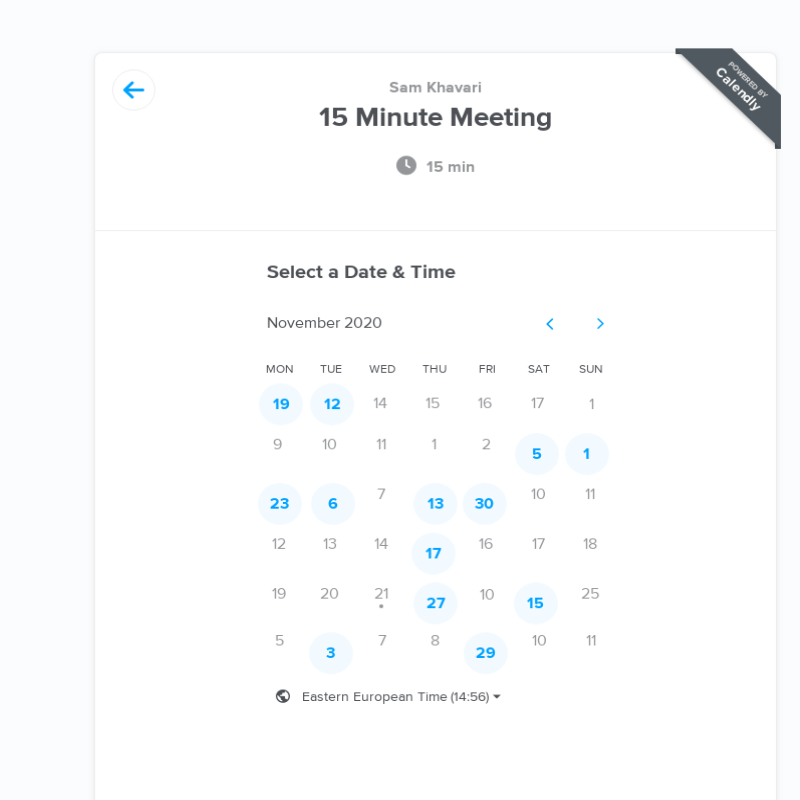 Sam Khavari
15 Minute Meeting
POWERED BY
Calendly
15 min
Select a Date & Time
November 2020
MON TUE WED THU FRI SAT SUN
19 12 14 15 16 17 1
9 10 11 1 2 5 1
23 6 7 13 30 10 11
12 13 14 17 16 17 18
19 20 21 27 10 15 25
5 3 7 8 29 10 11
Eastern European Time (14:56)